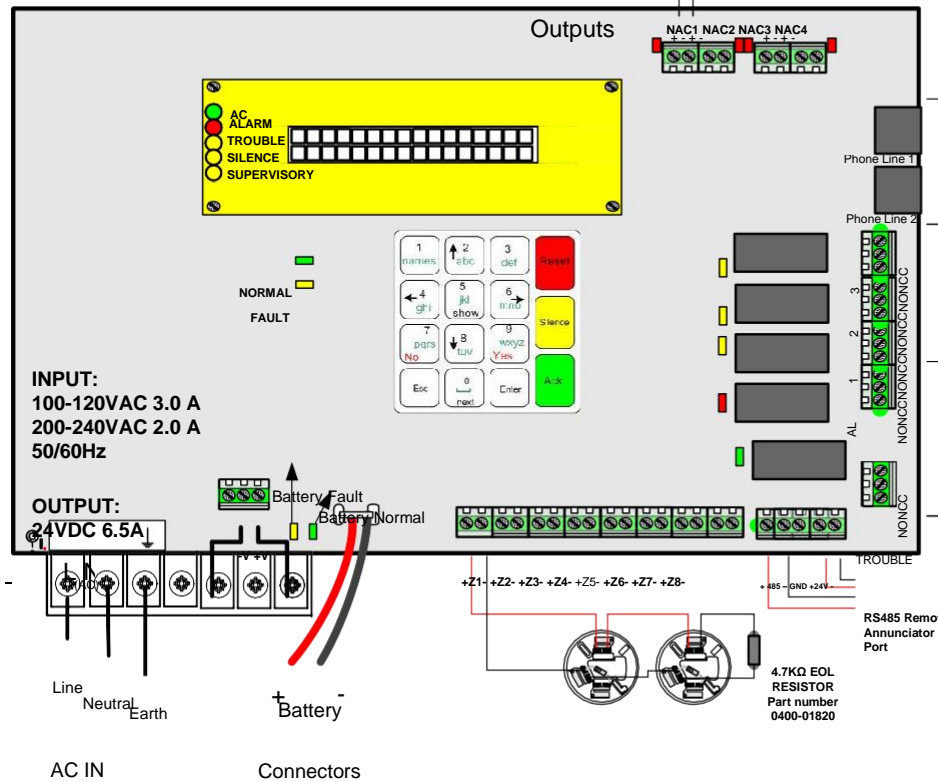 Outputs
NAC1 NAC2 NAC3 NAC4
+ - + - + - + -
AC
ALARM
TROUBLE
SILENCE
SUPERVISORY
Phone Line 1
Phone Line 2
NORMAL
FAULT
1
names
2
abc
3
def
Reset
4
ghi
5
jkl
show
6
mno
Silence
7
pqrs
No
8
tuv
9
wxyz
Yes
Esc
0
next
Enter
Ack
3
2
1
AL
NONCC
NONCC
NONCC
NONCC
NONCC
TROUBLE
INPUT:
100-120VAC 3.0 A
200-240VAC 2.0 A
50/60Hz
OUTPUT:
24VDC 6.5A
Battery Fault
Battery Normal
-V +V
+Z1- +Z2- +Z3- +Z4- +Z5- +Z6- +Z7- +Z8-
+ 485 – GND +24V -
RS485 Remo
Annunciator
Port
4.7KΩ EOL
RESISTOR
Part number
0400-01820
Line
Neutral
Earth
+ -
Battery
AC IN
Connectors